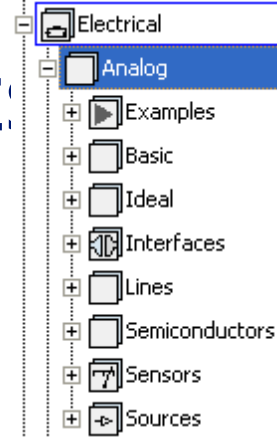 Electrical
Analog
Examples
Basic
Ideal
Interfaces
Lines
Semiconductors
Sensors
Sources